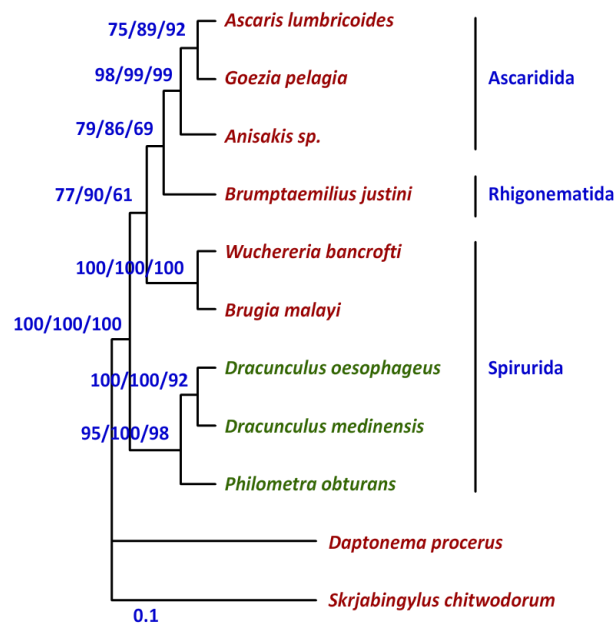 75/89/92
Ascaris lumbricoides
98/99/99
Goezia pelagia
Ascaridida
79/86/69
Anisakis sp.
77/90/61
Brumptaemilius justini
Rhigonematida
Wuchereria bancrofti
100/100/100
Brugia malayi
100/100/100
Dracunculus oesophageus
Spirurida
100/100/92
Dracunculus medinensis
95/100/98
Philometra obturans
Daptonema procerus
Skrjabingylus chitwodorum
0.1